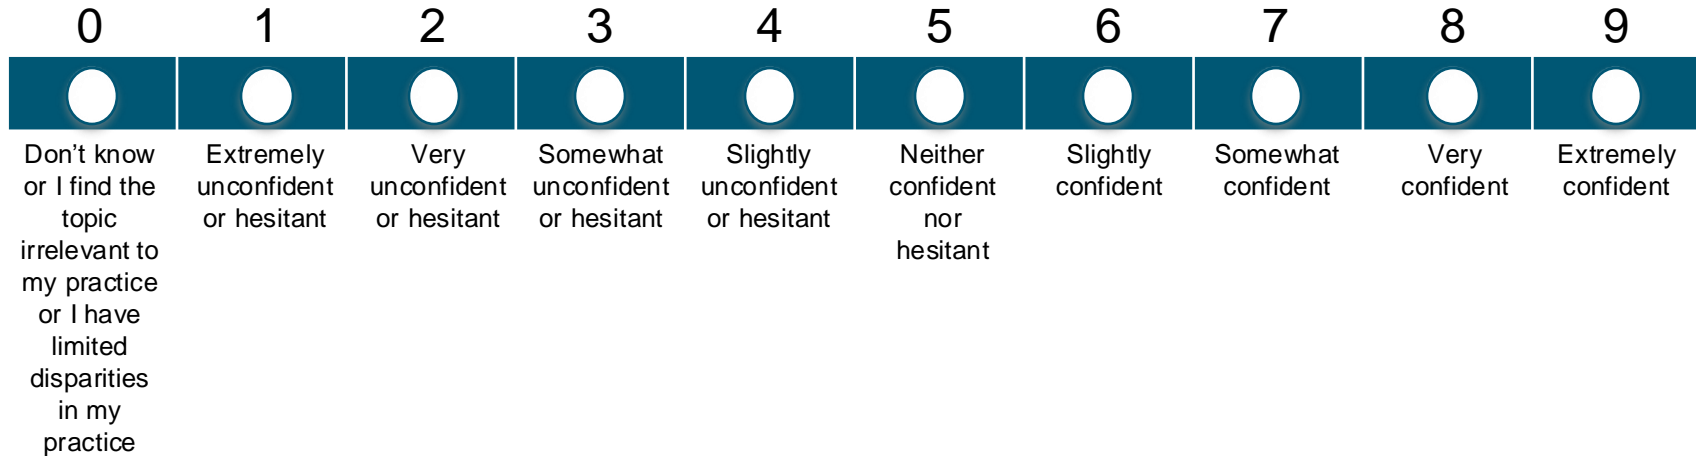 0 1 2 3 4 5 6 7 8 9
Don’t know
or I find the
topic
irrelevant to
my practice
or I have
limited
disparities
in my
practice
Extremely
unconfident
or hesitant
Very
unconfident
or hesitant
Somewhat
unconfident
or hesitant
Slightly
unconfident
or hesitant
Neither
confident
nor
hesitant
Slightly
confident
Somewhat
confident
Very
confident
Extremely
confident